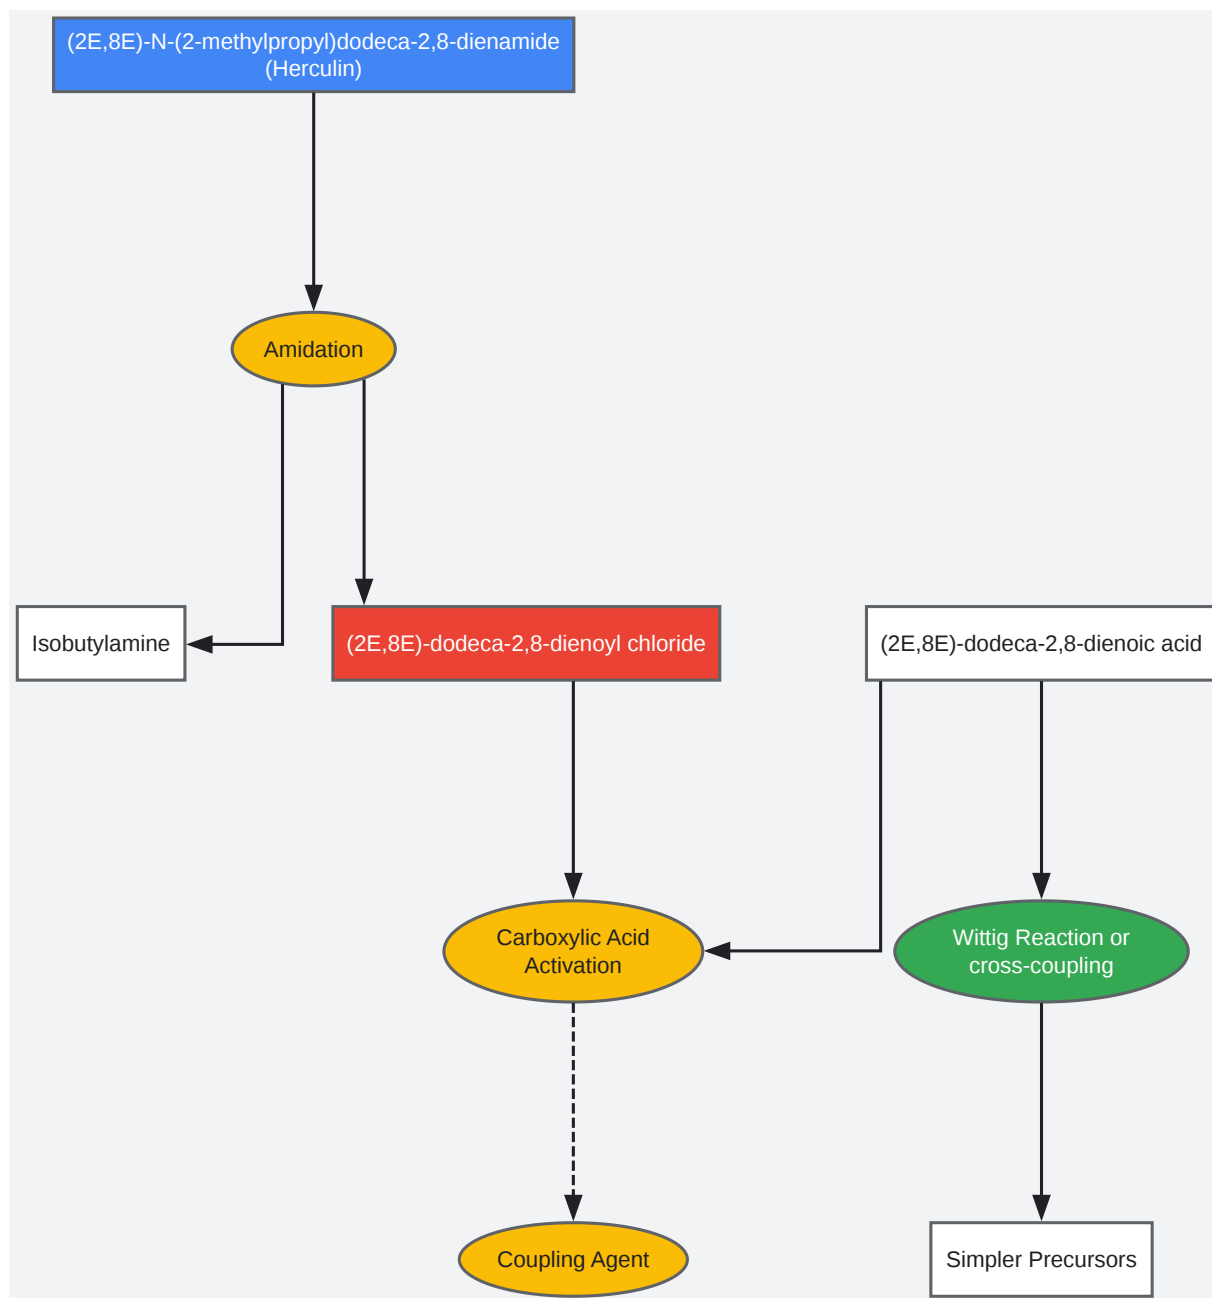 (2E,8E)-N-(2-methylpropyl)dodeca-2,8-dienamide
(Herculin)
Amidation
Isobutylamine
(2E,8E)-dodeca-2,8-dienoyl chloride
(2E,8E)-dodeca-2,8-dienoic acid
Carboxylic Acid
Activation
Wittig Reaction or
cross-coupling
Coupling Agent
Simpler Precursors